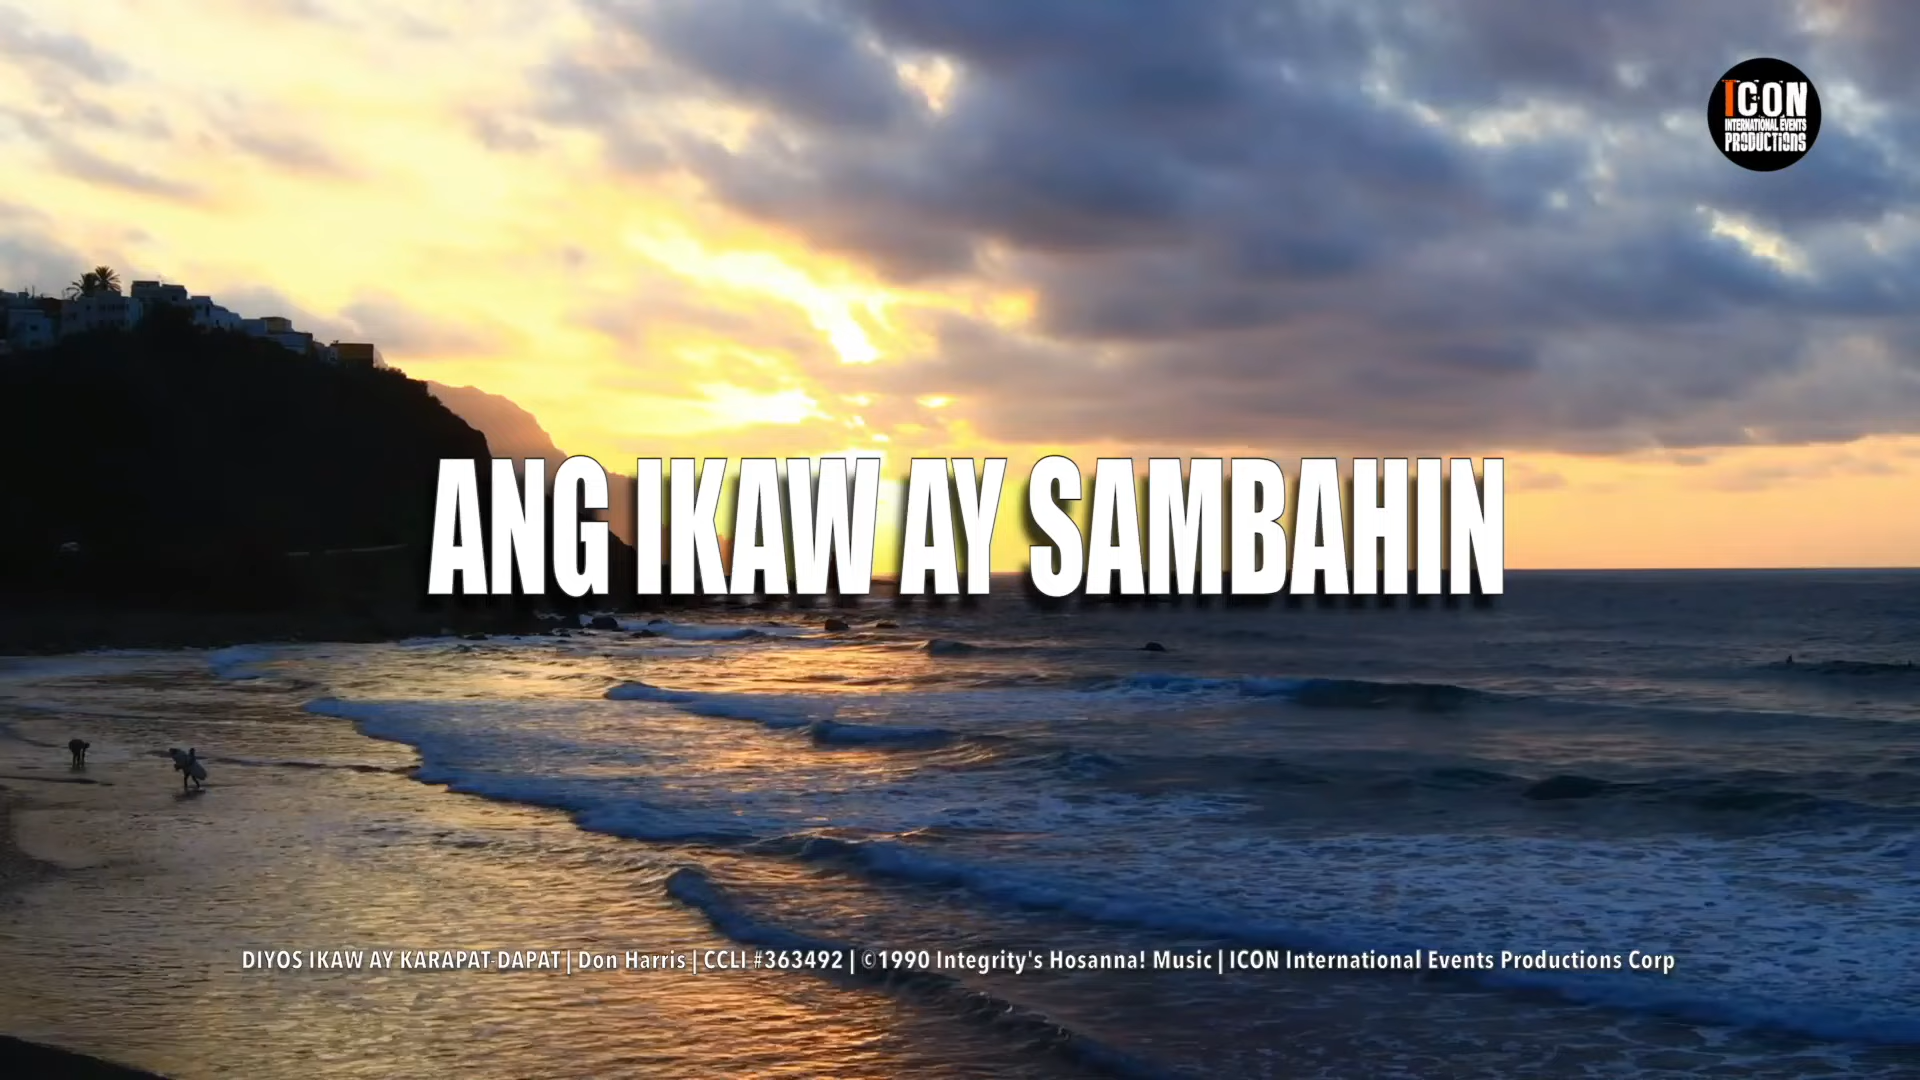 ICON
INTERNATIONAL EVENTS
PRODUCTIONS
ANG IKAW AY SAMBAHIN
DIYOS IKAW AY KARAPAT-DAPAT | Don Harris | CCLI #363492 | ©1990 Integrity's Hosanna! Music | ICON International Events Productions Corp